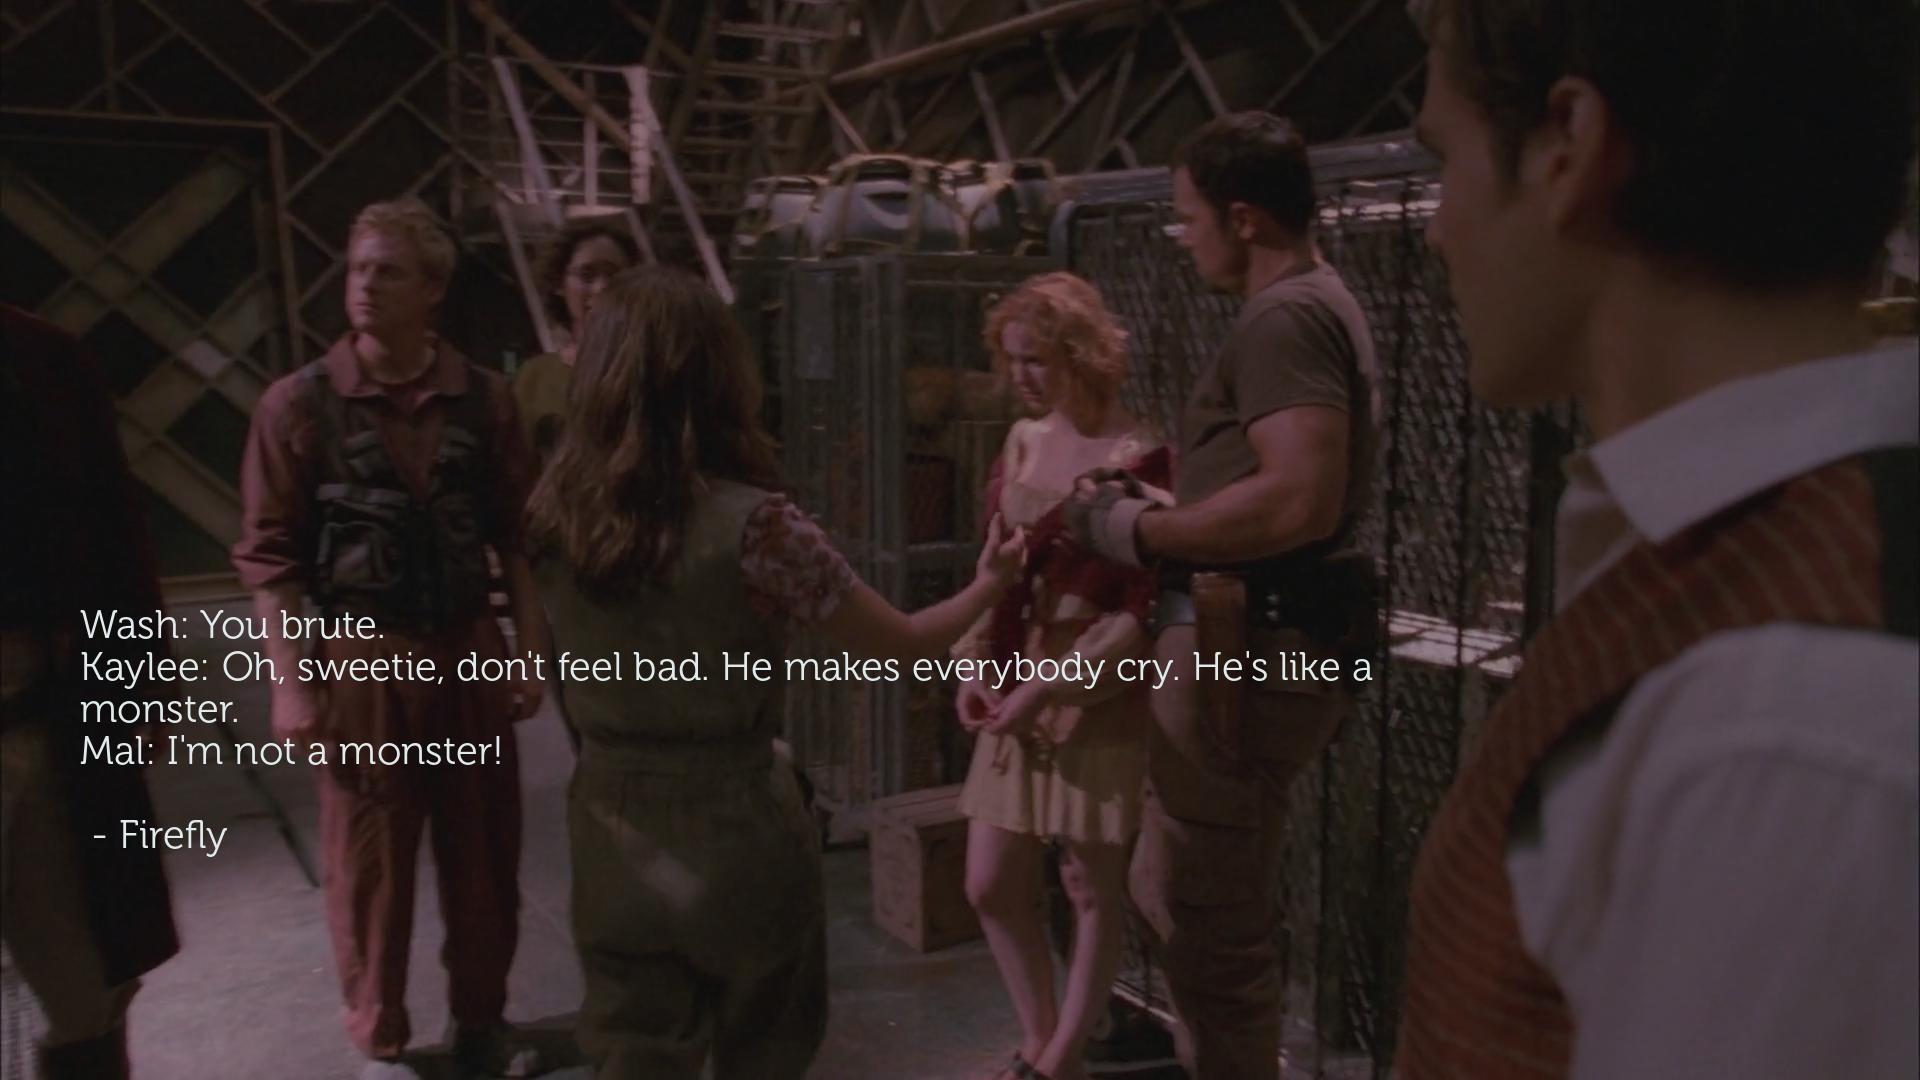 Wash: You brute.
Kaylee: Oh, sweetie, don't feel bad. He makes everybody cry. He's like a
monster.
Mal: I'm not a monster!
- Firefly